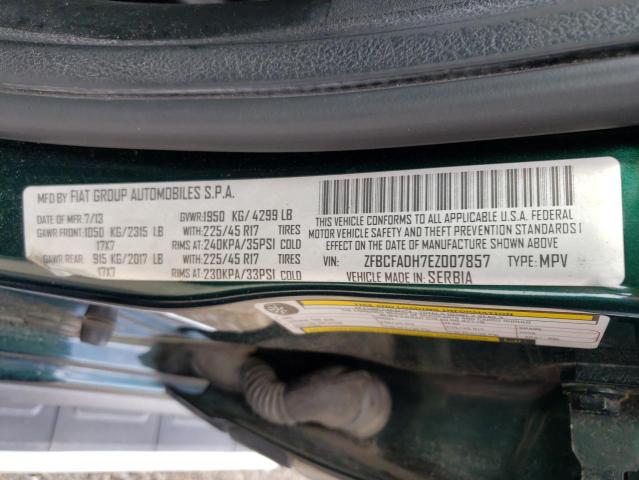 MFD BY FIAT GROUP AUTOMOBILES S.P.A.
DATE OF MFR 7/13 GVWR:1950 KG/ 4299 LB
GAWR FRONT:1050 KG/2315 LB WITH:225/45 R17 TIRES
17X7 RIMS AT:240KPA/35PSI COLD
GAWR REAR: 915 KG/2017 LB WITH:225/45 R17 TIRES
17X7 RIMS AT:230KPA/33PSI COLD
THIS VEHICLE CONFORMS TO ALL APPLICABLE U.S.A. FEDERAL
MOTOR VEHICLE SAFETY AND THEFT PREVENTION STANDARDS I
N EFFECT ON THE DATE OF MANUFACTURE SHOWN ABOVE
VIN: ZFBCFADH7EZ007857 TYPE: MPV
VEHICLE MADE IN SERBIA
TIRE AND LOADING INFORMATION